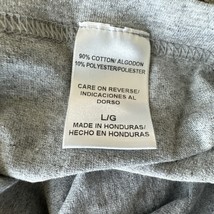 90% COTTON/ ALGODON
10% POLYESTER/POLIESTER
CARE ON REVERSE/
INDICACIONES AL
DORSO
L/G
MADE IN HONDURAS/
HECHO EN HONDURAS